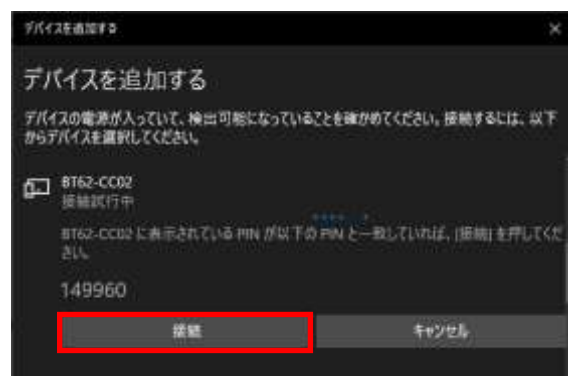 デバイスを追加する
デバイスを追加する
デバイスの電源が入っていて、検出可能になっていることを確かめてください。接続するには、以下
からデバイスを選択してください。
BT62-CC02
接続試行中
BT62-CC02 に表示されている PIN が以下の PIN と一致していれば、[接続] を押してくだ
さい。
149960
接続
キャンセル